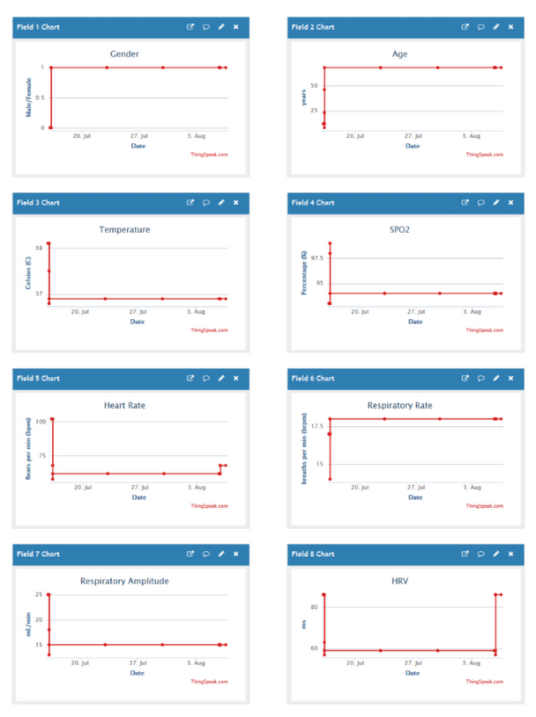 Field 1 Chart
Gender
Male/Female
1
0.5
0
20. Jul
27. Jul
3. Aug
Date
ThingSpeak.com
Field 2 Chart
Age
years
50
25
20. Jul
27. Jul
3. Aug
Date
ThingSpeak.com
Field 3 Chart
Temperature
Celsius (C)
38
37
20. Jul
27. Jul
3. Aug
Date
ThingSpeak.com
Field 4 Chart
SPO2
Percentage (%)
97.5
95
20. Jul
27. Jul
3. Aug
Date
ThingSpeak.com
Field 5 Chart
Heart Rate
Beats per min (bpm)
100
75
20. Jul
27. Jul
3. Aug
Date
ThingSpeak.com
Field 6 Chart
Respiratory Rate
breaths per min (brpm)
17.5
15
20. Jul
27. Jul
3. Aug
Date
ThingSpeak.com
Field 7 Chart
Respiratory Amplitude
mL/min
25
20
15
20. Jul
27. Jul
3. Aug
Date
ThingSpeak.com
Field 8 Chart
HRV
ms
80
60
20. Jul
27. Jul
3. Aug
Date
ThingSpeak.com